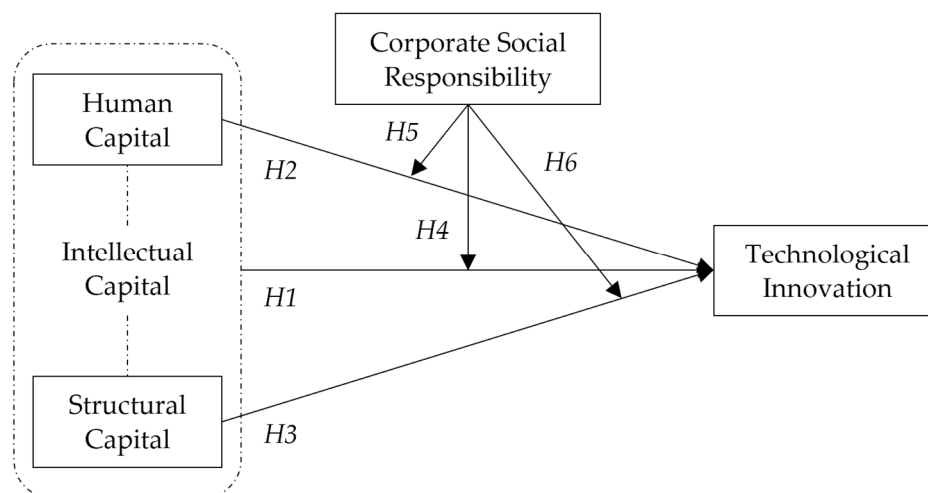 Corporate Social
Responsibility
Human
Capital
H5
H2
H6
H4
Intellectual
Capital
Technological
Innovation
H1
Structural
Capital
H3